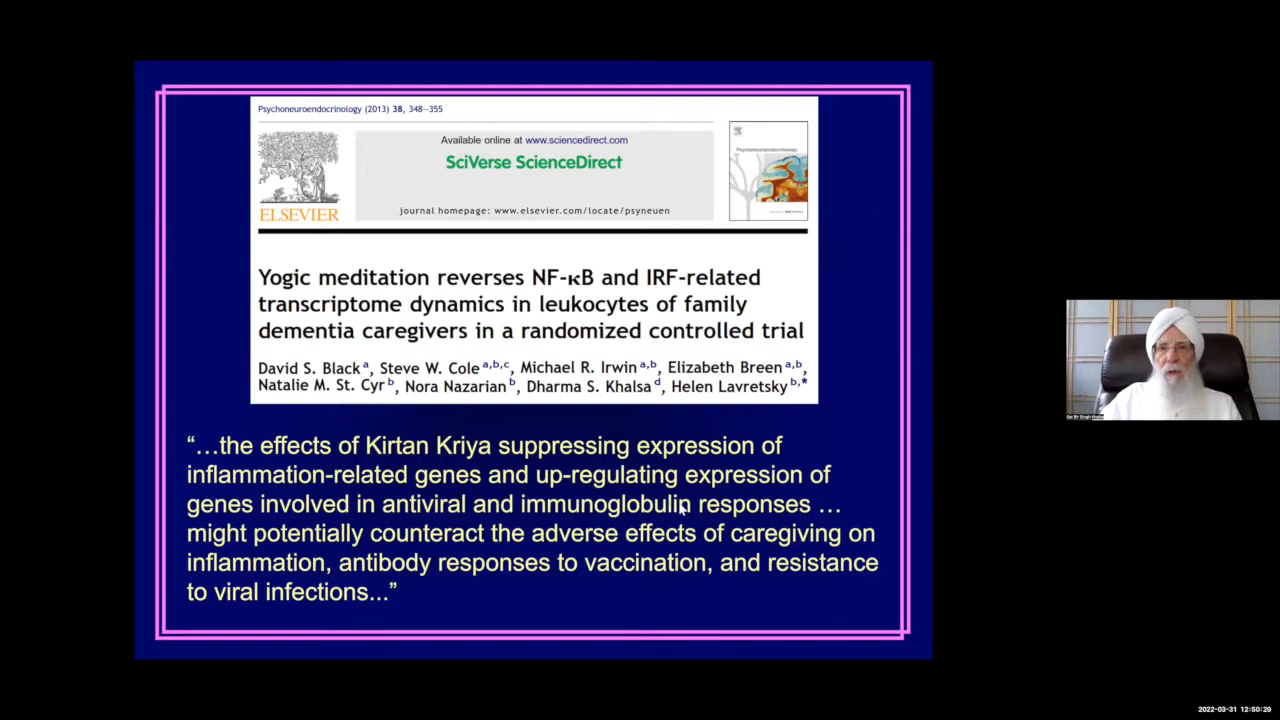 Psychoneuroendocrinology (2013) 38, 348—355
Available online at www.sciencedirect.com
SciVerse ScienceDirect
journal homepage: www.elsevier.com/locate/psyneuen
ELSEVIER
Psychoneuroendocrinology
Yogic meditation reverses NF-κB and IRF-related
transcriptome dynamics in leukocytes of family
dementia caregivers in a randomized controlled trial
David S. Black a, Steve W. Cole a,b,c, Michael R. Irwin a,b, Elizabeth Breen a,b,
Natalie M. St. Cyr b, Nora Nazarian b, Dharma S. Khalsa d, Helen Lavretsky b,*
“…the effects of Kirtan Kriya suppressing expression of
inflammation-related genes and up-regulating expression of
genes involved in antiviral and immunoglobulin responses …
might potentially counteract the adverse effects of caregiving on
inflammation, antibody responses to vaccination, and resistance
to viral infections...”
Sat Bir Singh Khalsa
2022-03-31 12:50:29